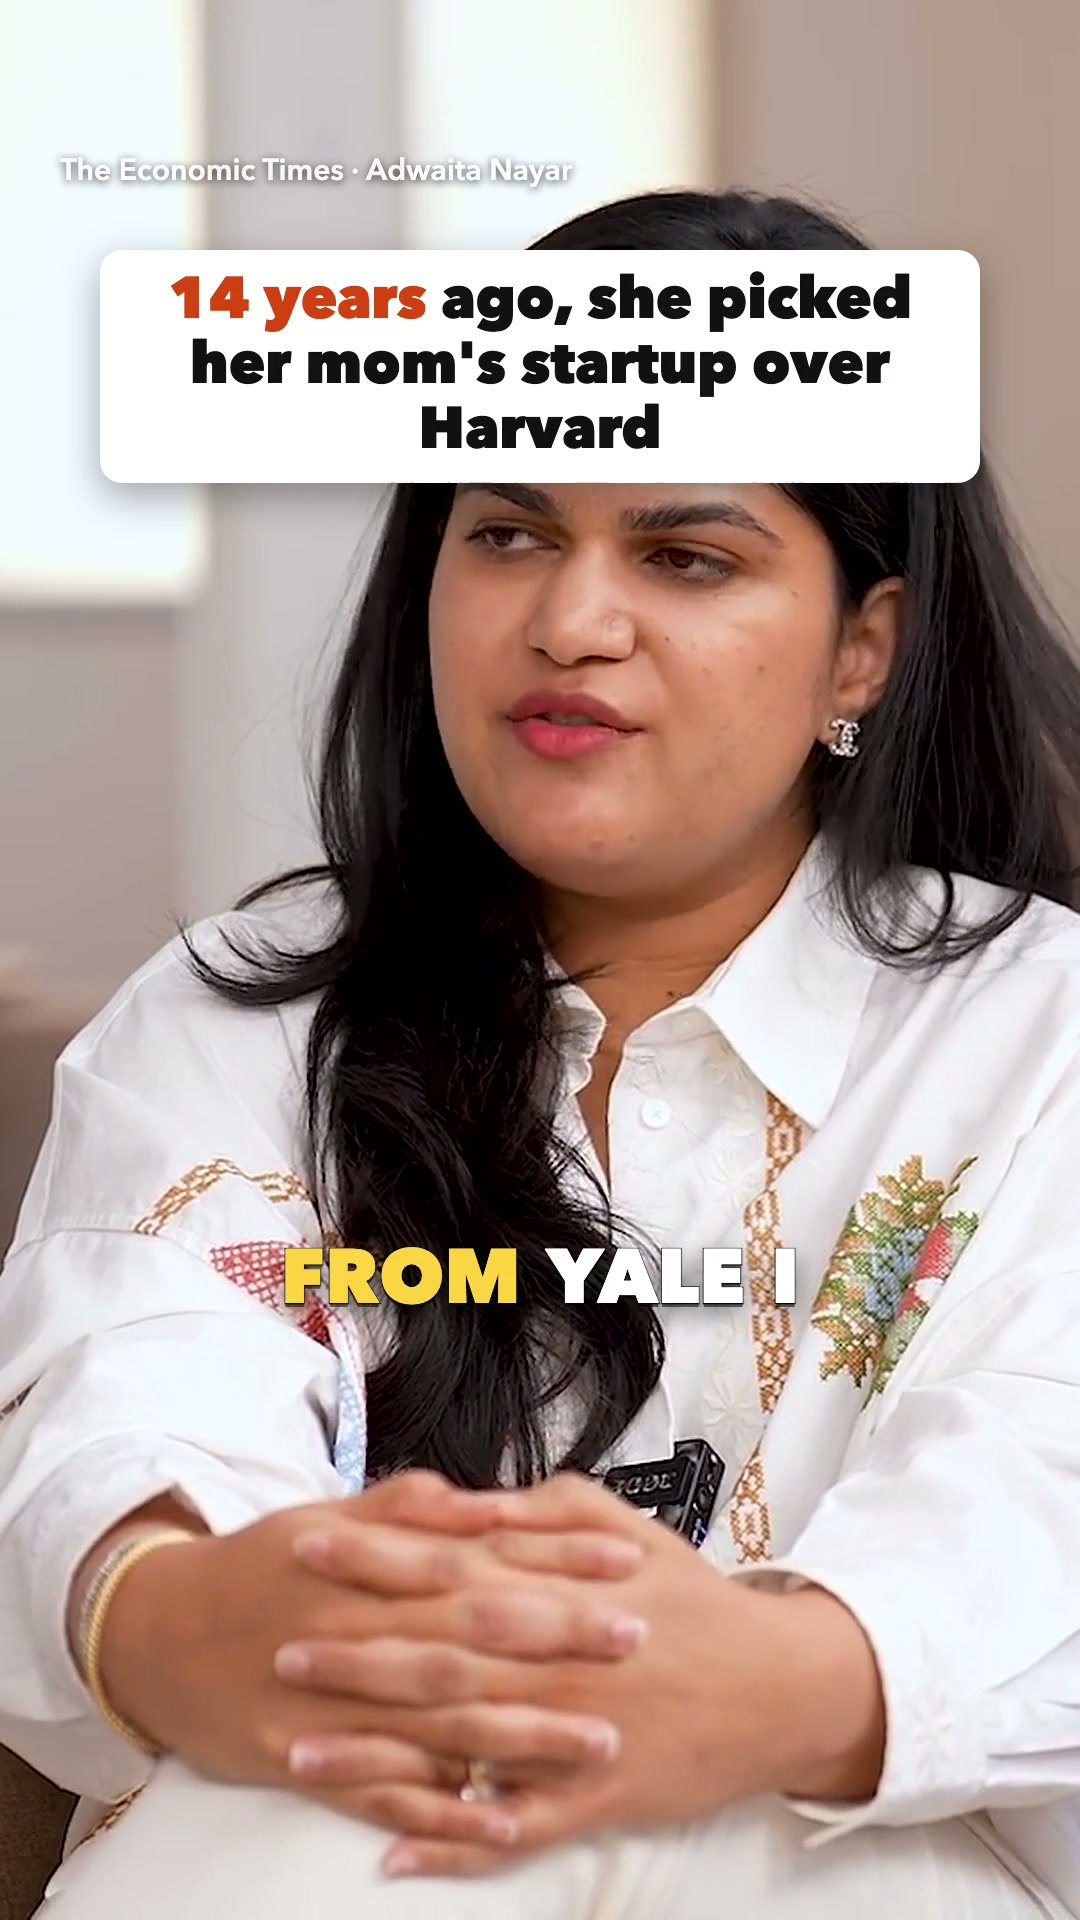 The Economic Times · Adwaita Nayar
14 years ago, she picked
her mom's startup over
Harvard
FROM YALE I